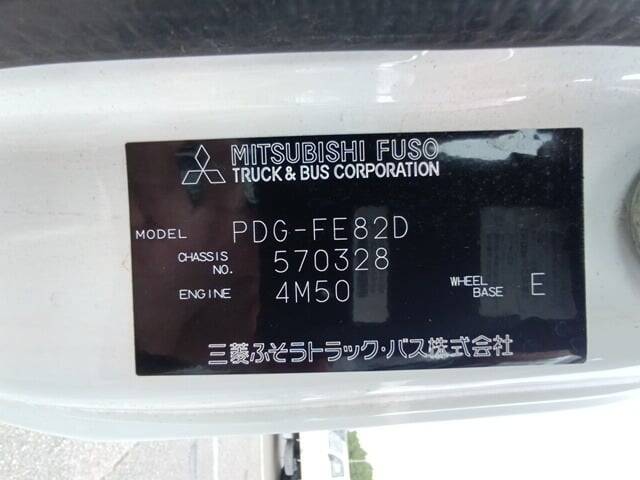 MITSUBISHI FUSO
TRUCK & BUS CORPORATION
MODEL PDG-FE82D
CHASSIS NO. 570328
ENGINE 4M50 WHEEL BASE E
三菱ふそうトラック・バス株式会社